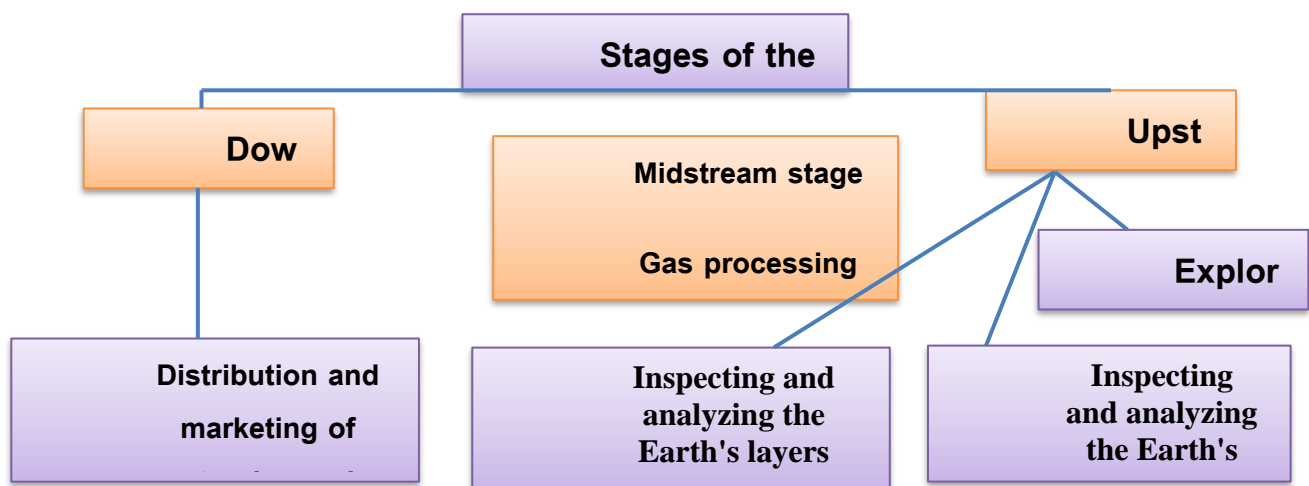 Stages of the
Dow
Upst
Midstream stage
Gas processing
Explor
Distribution and
marketing of
Inspecting and
analyzing the
Earth's layers
Inspecting
and analyzing
the Earth's